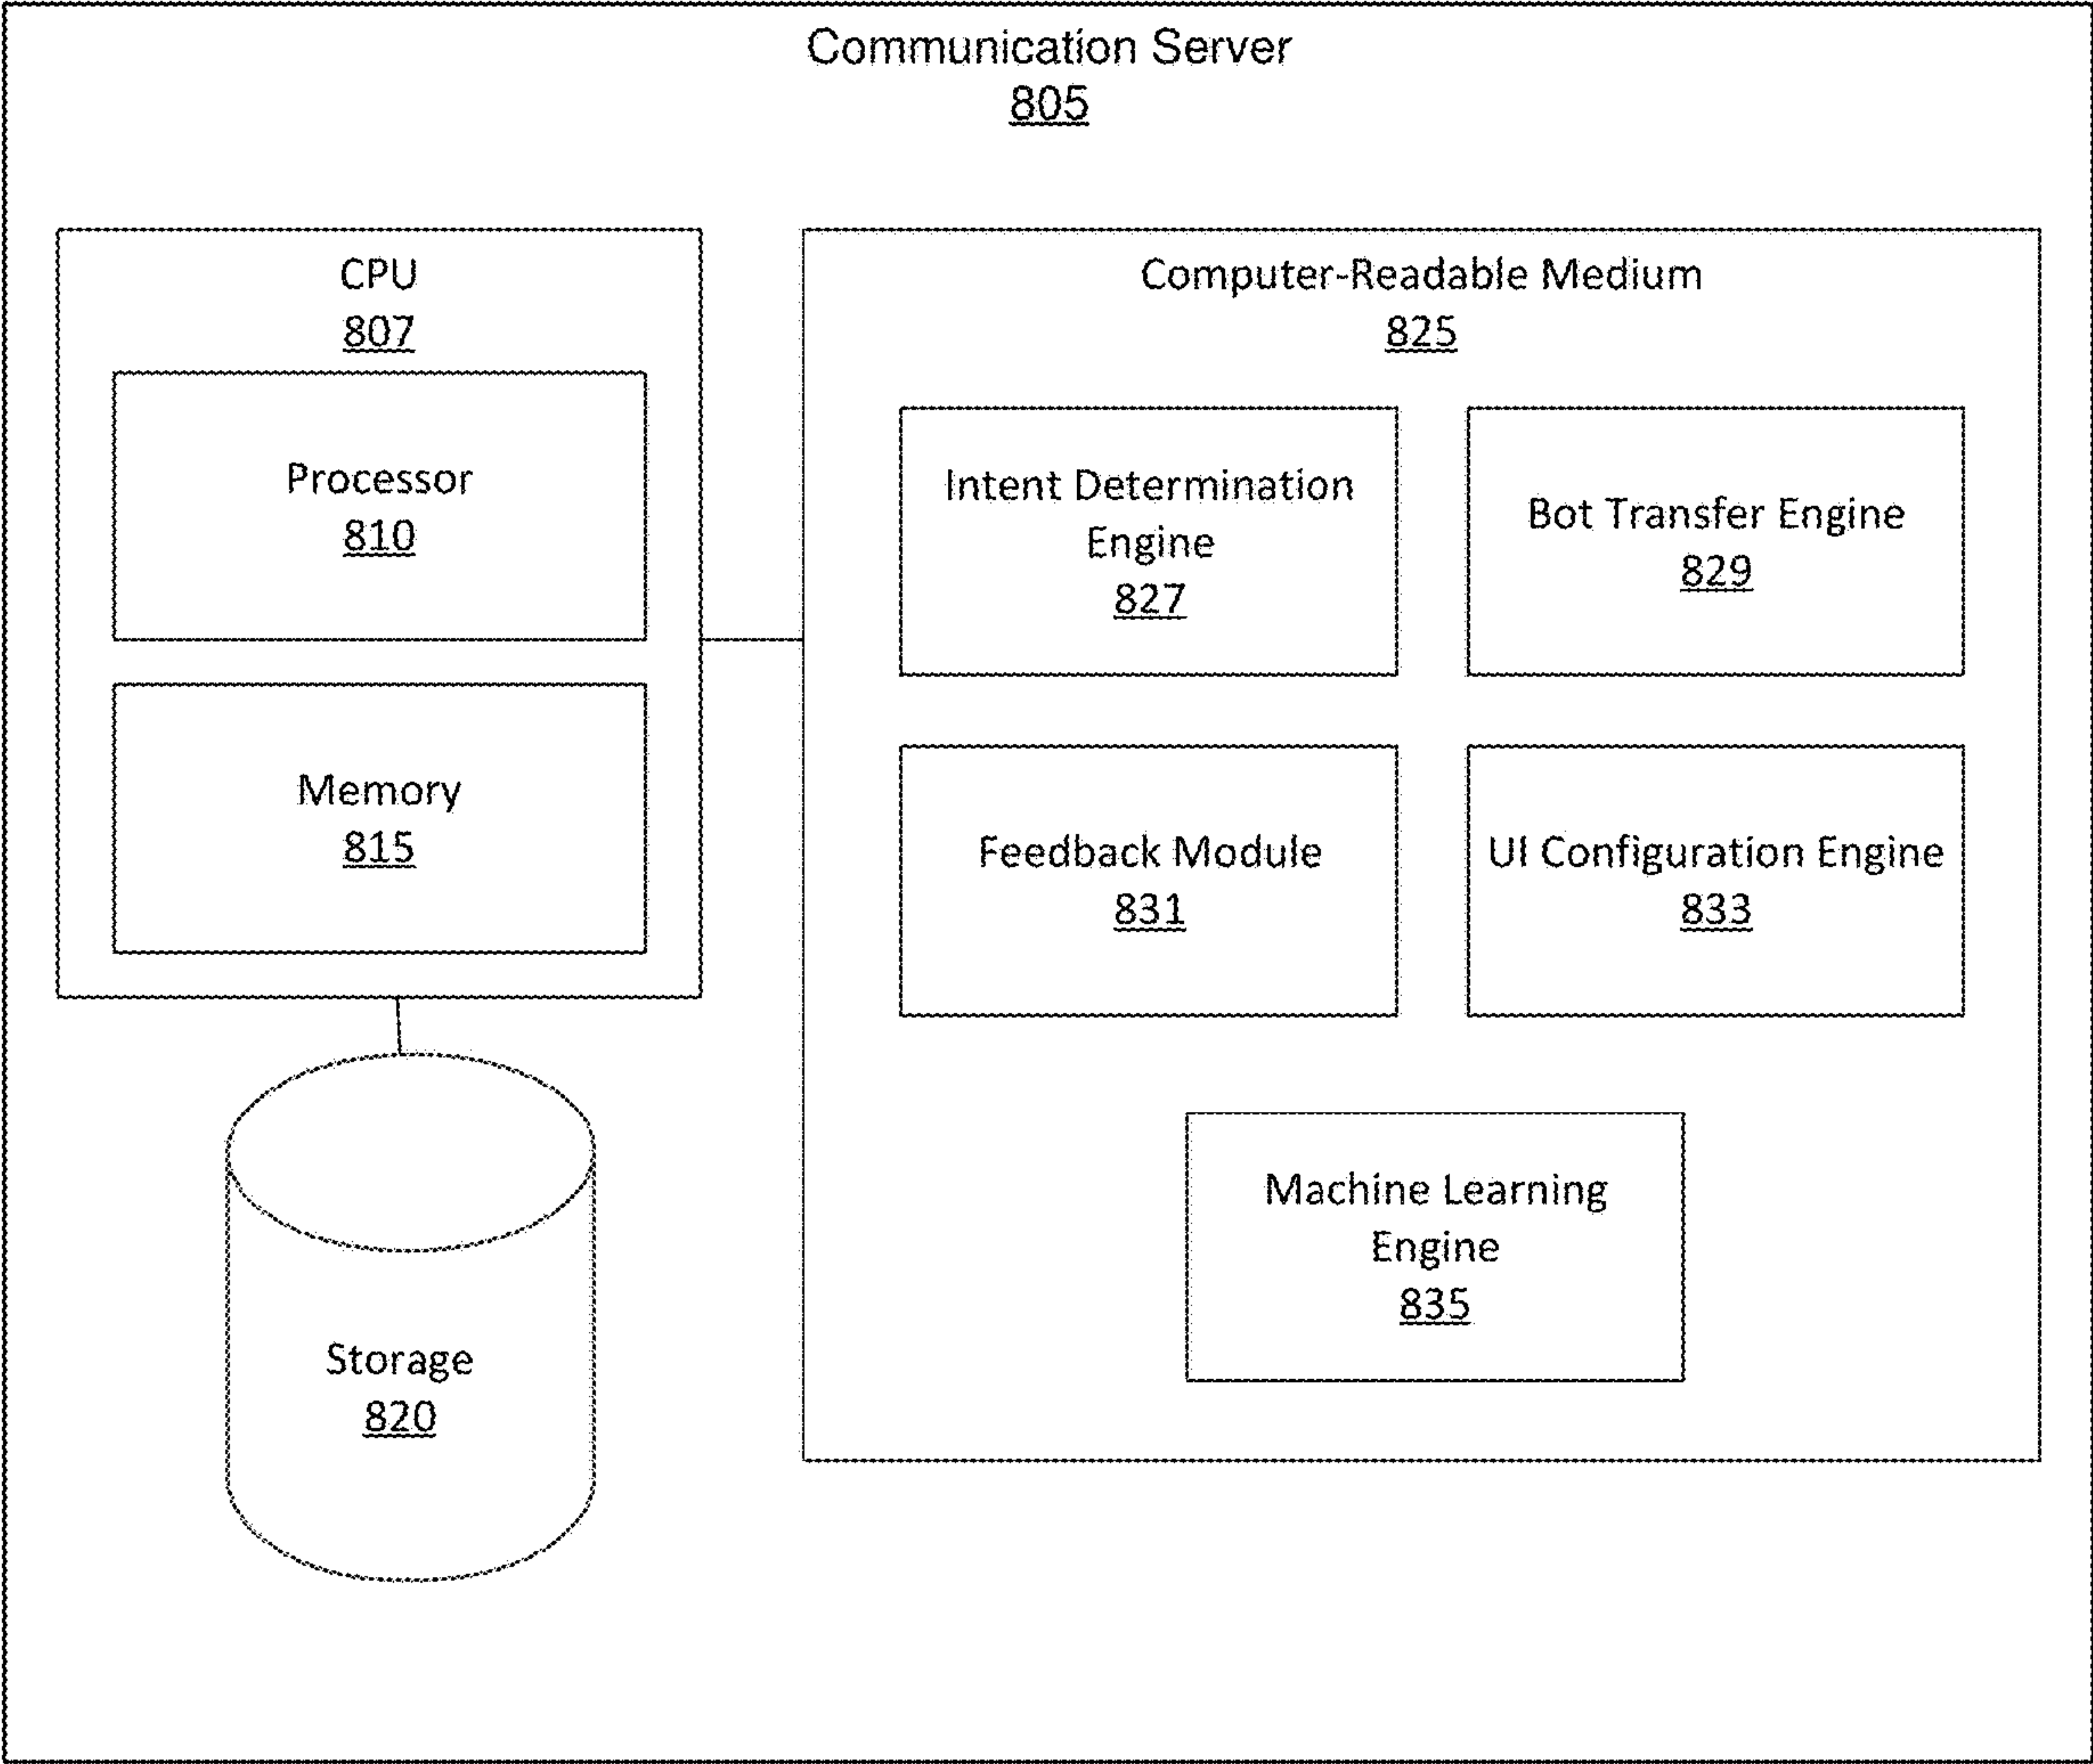 Communication Server
805
CPU
807
Processor
810
Memory
815
Storage
820
Computer-Readable Medium
825
Intent Determination
Engine
827
Bot Transfer Engine
829
Feedback Module
831
UI Configuration Engine
833
Machine Learning
Engine
835